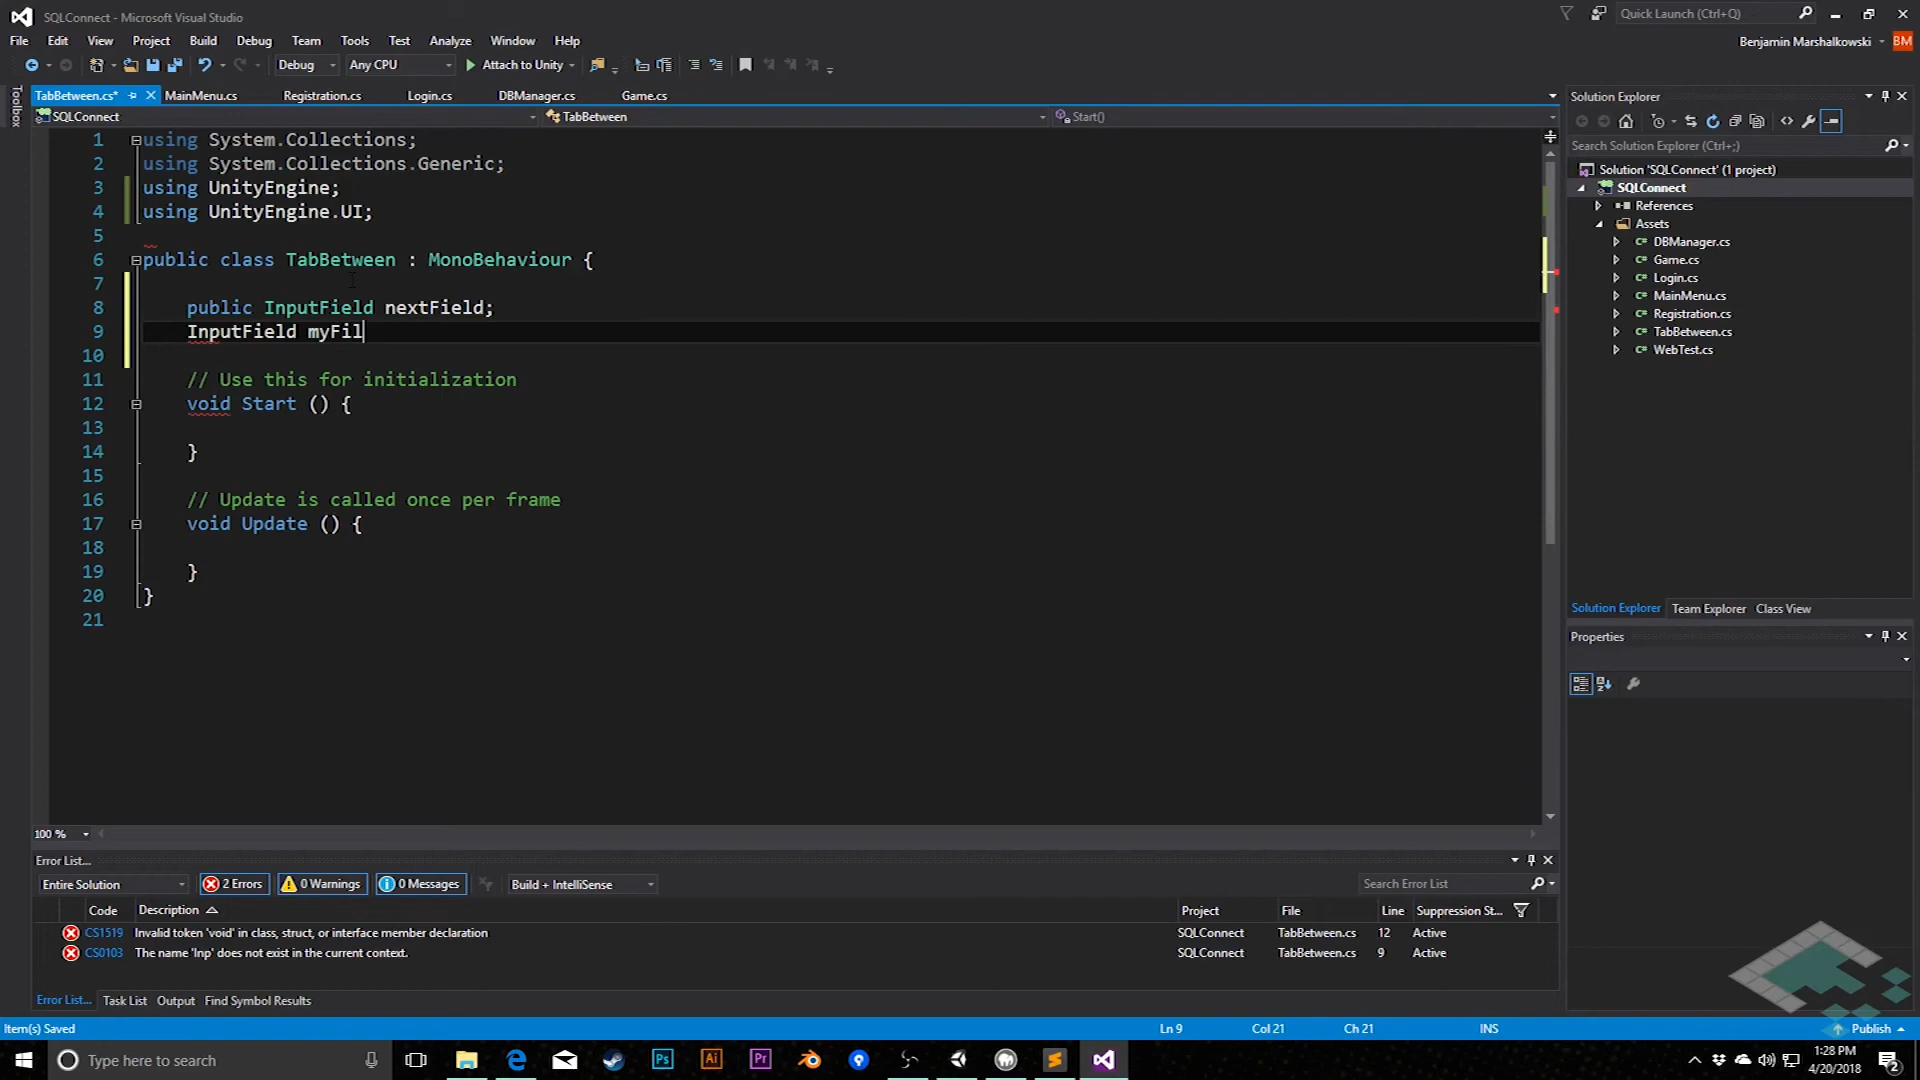 SQLConnect - Microsoft Visual Studio
Quick Launch (Ctrl+Q)
File Edit View Project Build Debug Team Tools Test Analyze Window Help
Benjamin Marshalkowski BM
Debug Any CPU Attach to Unity
Toolbox
TabBetween.cs* MainMenu.cs Registration.cs Login.cs DBManager.cs Game.cs
SQLConnect TabBetween Start()
1 using System.Collections;
2 using System.Collections.Generic;
3 using UnityEngine;
4 using UnityEngine.UI;
5
6 public class TabBetween : MonoBehaviour {
7
8 public InputField nextField;
9 InputField myFil
10
11 // Use this for initialization
12 void Start () {
13
14 }
15
16 // Update is called once per frame
17 void Update () {
18
19 }
20 }
21
100 %
Solution Explorer
Search Solution Explorer (Ctrl+;)
Solution 'SQLConnect' (1 project)
SQLConnect
References
Assets
C# DBManager.cs
C# Game.cs
C# Login.cs
C# MainMenu.cs
C# Registration.cs
C# TabBetween.cs
C# WebTest.cs
Solution Explorer Team Explorer Class View
Properties
Error List...
Entire Solution 2 Errors 0 Warnings 0 Messages Build + IntelliSense Search Error List
Code Description Project File Line Suppression St...
CS1519 Invalid token 'void' in class, struct, or interface member declaration SQLConnect TabBetween.cs 12 Active
CS0103 The name 'Inp' does not exist in the current context. SQLConnect TabBetween.cs 9 Active
Error List... Task List Output Find Symbol Results
Item(s) Saved Ln 9 Col 21 Ch 21 INS Publish
Type here to search Ps Ai Pr 1:28 PM
4/20/2018
2